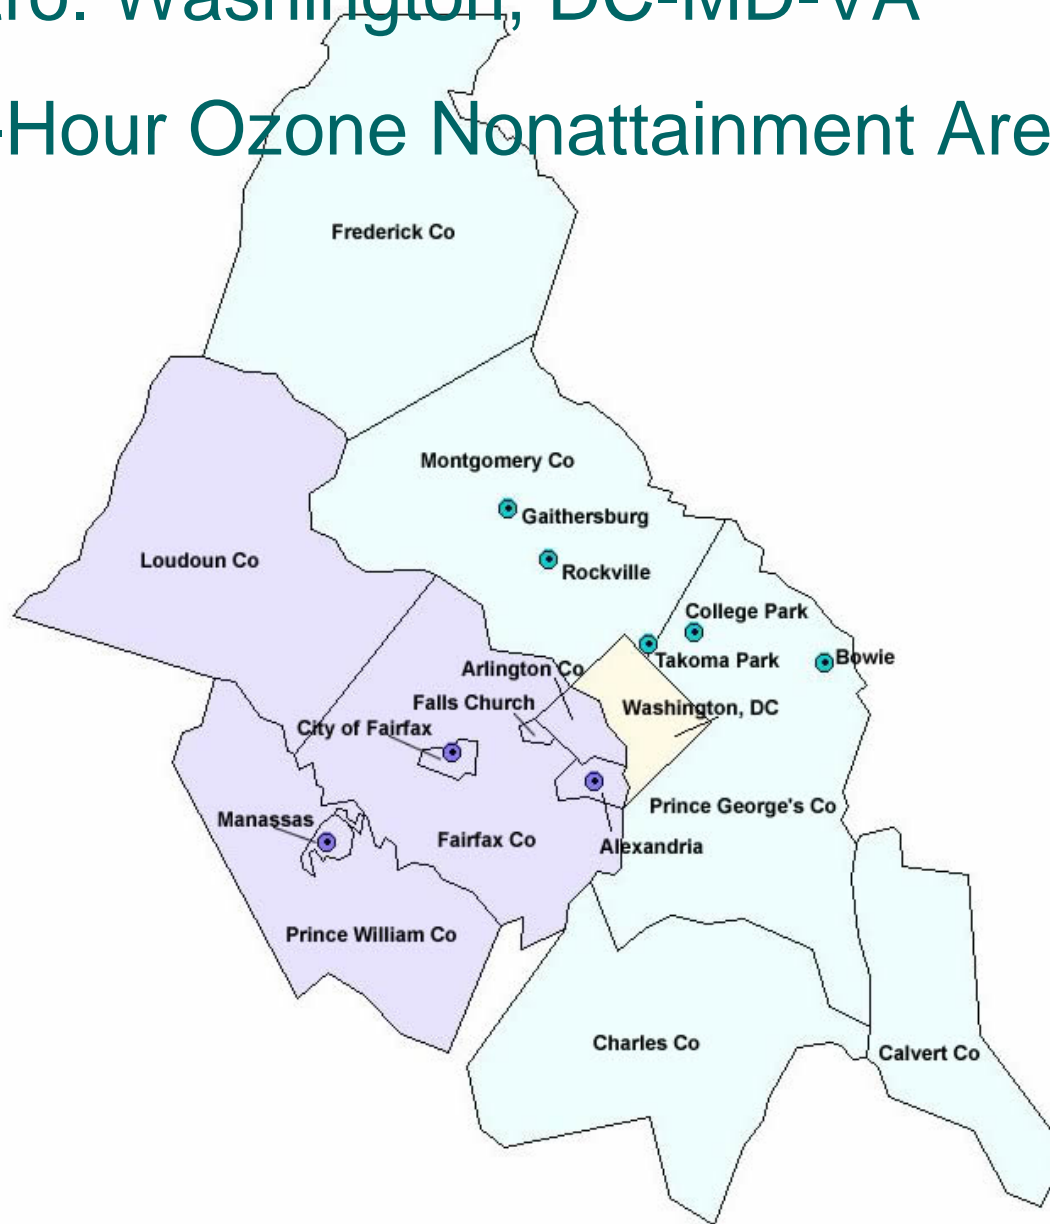 Washington, DC-MD-VA
-Hour Ozone Nonattainment Are
Frederick Co
Montgomery Co
Gaithersburg
Loudoun Co
Rockville
College Park
Takoma Park
Bowie
Arlington Co
Falls Church
Washington, DC
City of Fairfax
Prince George's Co
Manassas
Fairfax Co
Alexandria
Prince William Co
Charles Co
Calvert Co